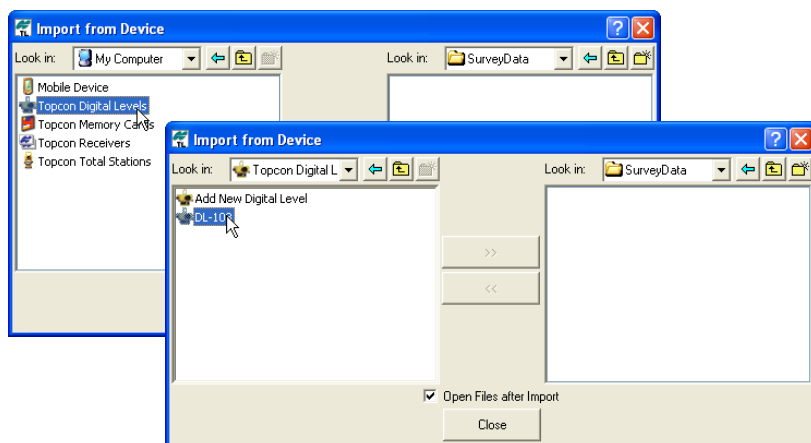 TL Import from Device
Look in: My Computer
Look in: SurveyData
Mobile Device
Topcon Digital Levels
Topcon Memory Cards
Topcon Receivers
Topcon Total Stations
TL Import from Device
Look in: Topcon Digital L
Look in: SurveyData
Add New Digital Level
>>
<<
Open Files after Import
Close